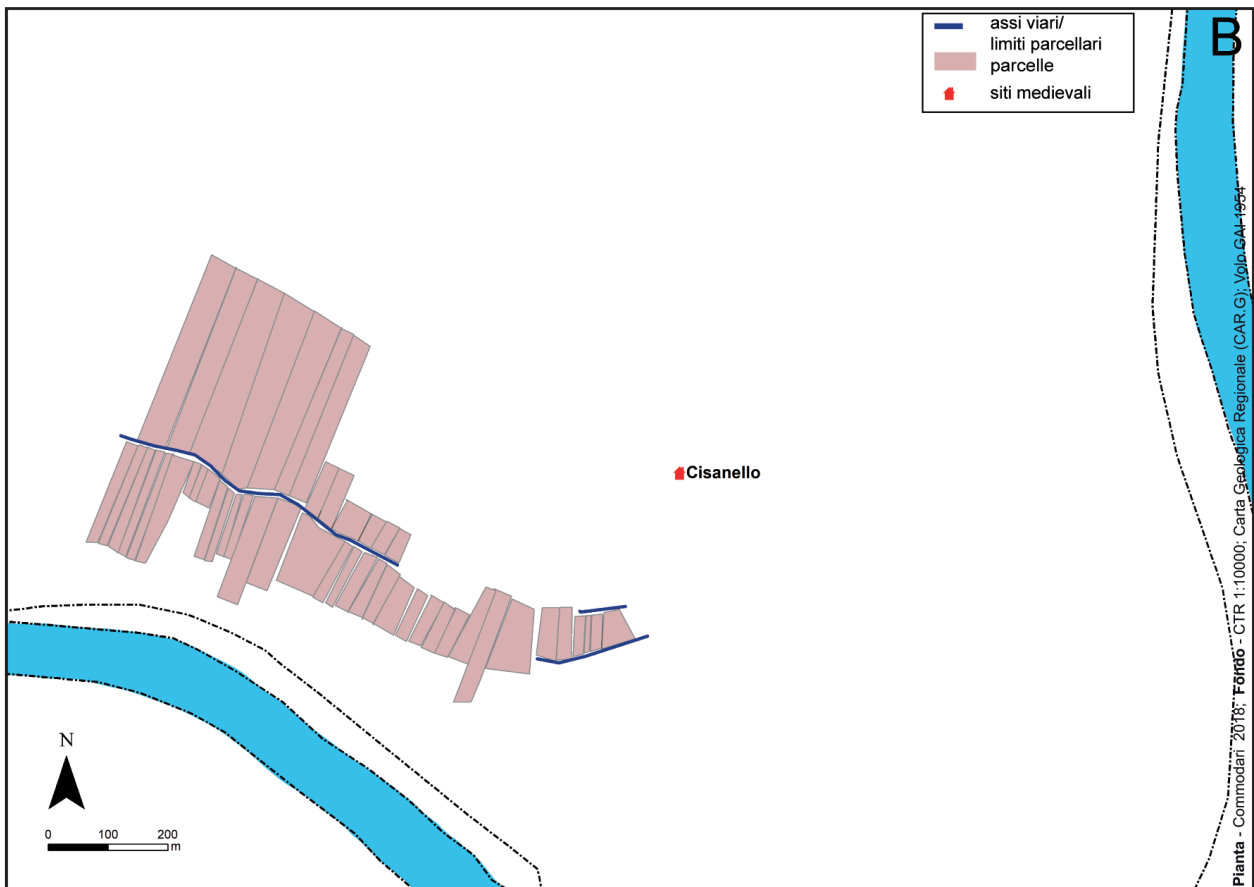 assi viari/
limiti parcellari
parcelle
siti medievali
B
Cisanello
N
0 100 200
m
Pianta - Commodari 2018; Fondo - CTR 1:10000; Carta Geologica Regionale (CAR.G); Volo GAI 1954